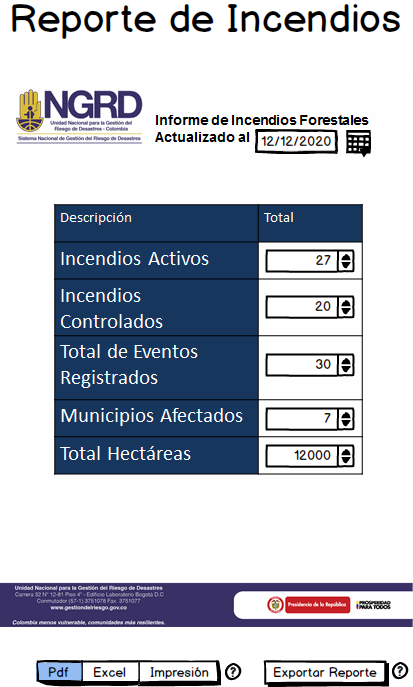 Reporte de Incendios
NGRD
Unidad Nacional para la Gestión del
Riesgo de Desastres - Colombia
Sistema Nacional de Gestión del Riesgo de Desastres
Informe de Incendios Forestales
Actualizado al 12/12/2020
Descripción Total
Incendios Activos 27
Incendios
Controlados 20
Total de Eventos
Registrados 30
Municipios Afectados 7
Total Hectáreas 12000
Unidad Nacional para la Gestión del Riesgo de Desastres
Carrera 32 N° 12-81 Piso 4° - Edificio Laboratorio Bogotá D.C
Conmutador (57-1) 3751078 Fax. 3751077
www.gestiondelriesgo.gov.co
Colombia menos vulnerable, comunidades más resilientes.
Presidencia de la República
PROSPERIDAD
PARA TODOS
Pdf Excel Impresión ? Exportar Reporte ?